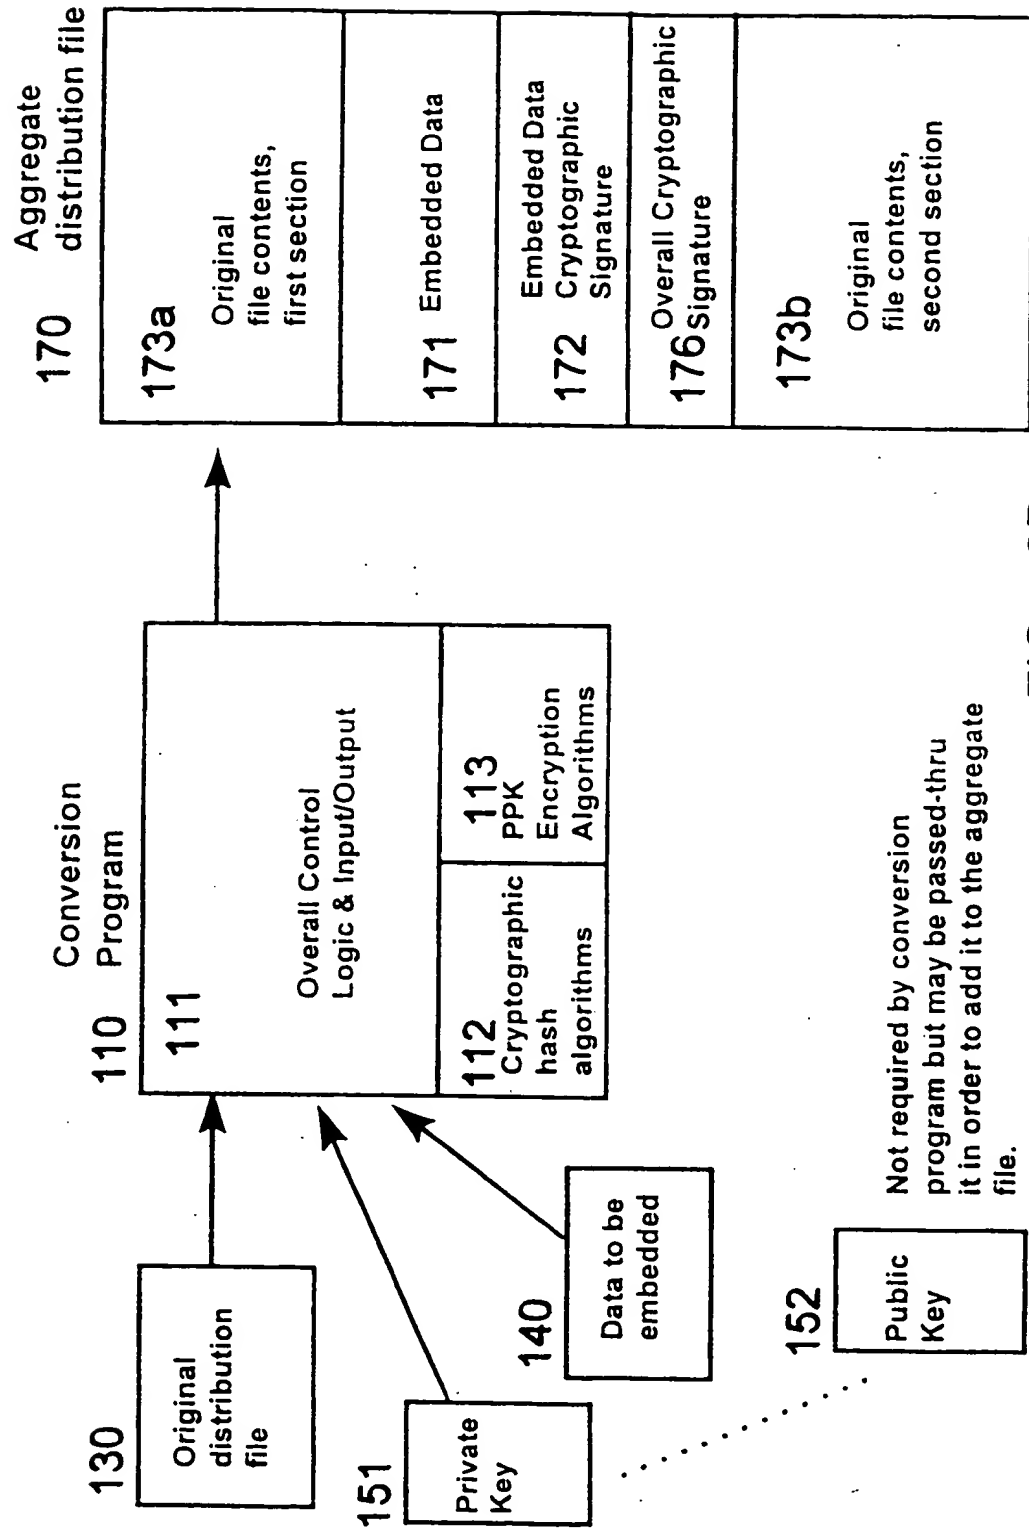 130
Original
distribution
file
151
Private
Key
140
Data to be
embedded
152
Public
Key
Not required by conversion
program but may be passed-thru
it in order to add it to the aggregate
file.
Conversion
110 Program
111
Overall Control
Logic & Input/Output
112
Cryptographic
hash
algorithms
113
PPK
Encryption
Algorithms
Aggregate
170 distribution file
173a
Original
file contents,
first section
171 Embedded Data
Embedded Data
172 Cryptographic
Signature
Overall Cryptographic
176 Signature
173b
Original
file contents,
second section